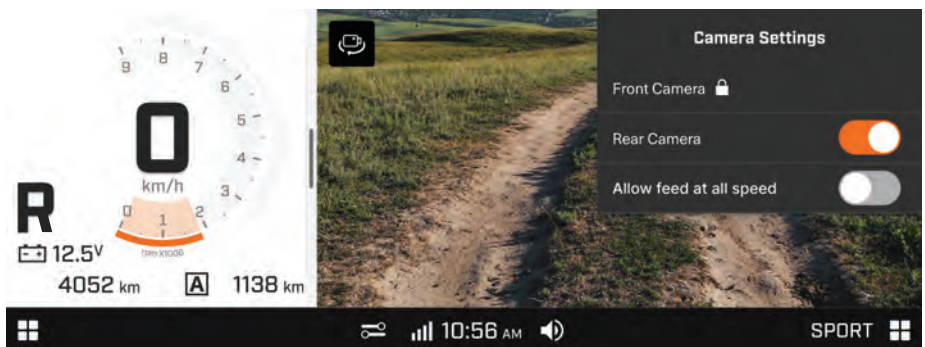 9
8
7
6
5
4
3
2
1
0
0
km/h
R
12.5V
rpm X1000
4052 km
A 1138 km
Camera Settings
Front Camera
Rear Camera
Allow feed at all speed
10:56 AM
SPORT